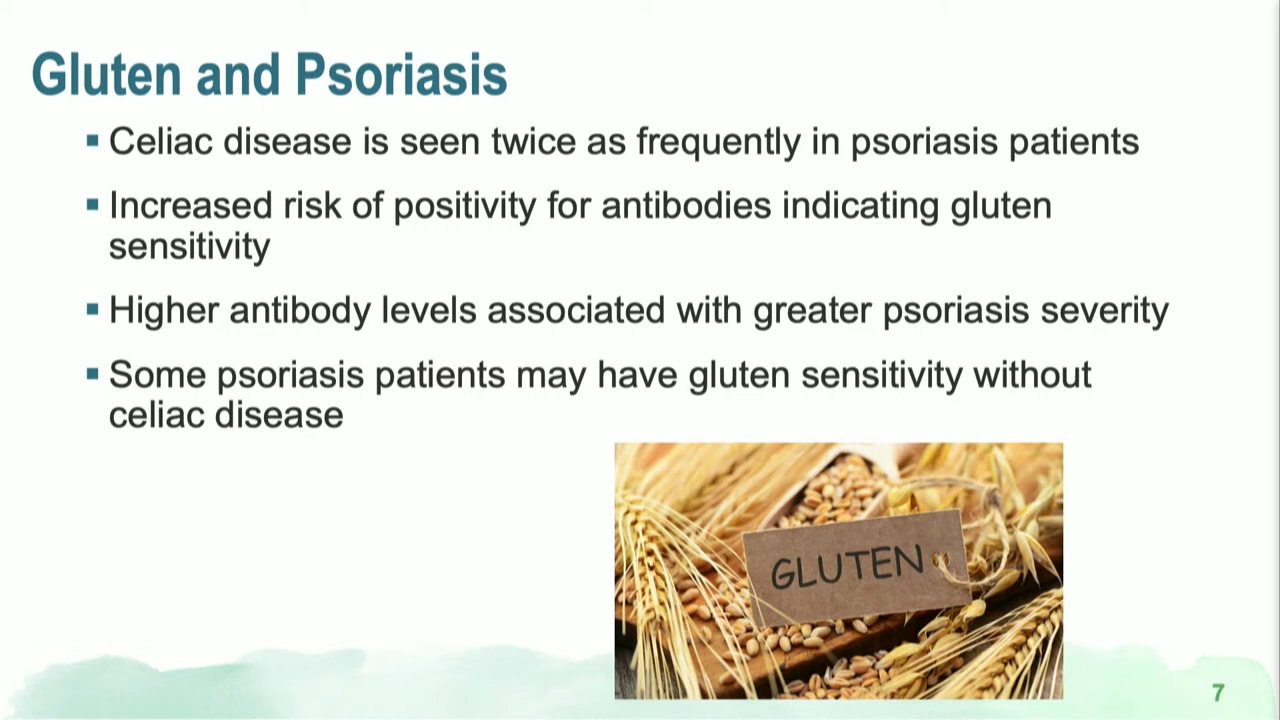 Gluten and Psoriasis
▪ Celiac disease is seen twice as frequently in psoriasis patients
▪ Increased risk of positivity for antibodies indicating gluten
sensitivity
▪ Higher antibody levels associated with greater psoriasis severity
▪ Some psoriasis patients may have gluten sensitivity without
celiac disease
GLUTEN
7